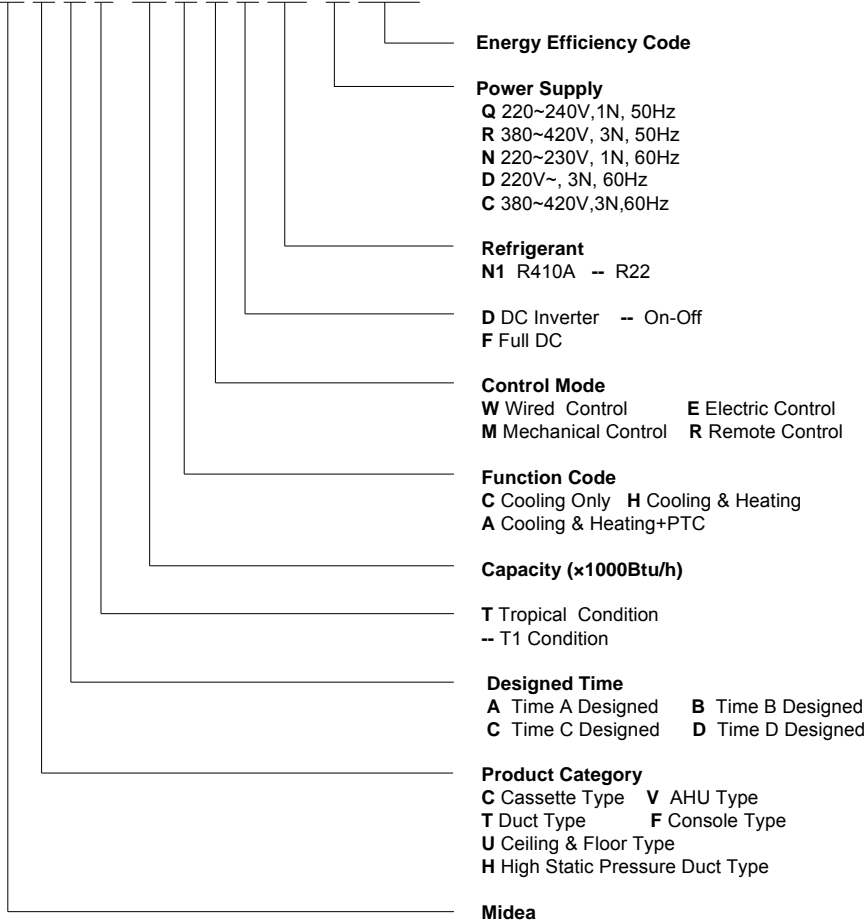 Energy Efficiency Code
Power Supply
Q 220~240V,1N, 50Hz
R 380~420V, 3N, 50Hz
N 220~230V, 1N, 60Hz
D 220V~, 3N, 60Hz
C 380~420V,3N,60Hz
Refrigerant
N1 R410A -- R22
D DC Inverter -- On-Off
F Full DC
Control Mode
W Wired Control E Electric Control
M Mechanical Control R Remote Control
Function Code
C Cooling Only H Cooling & Heating
A Cooling & Heating+PTC
Capacity (×1000Btu/h)
T Tropical Condition
-- T1 Condition
Designed Time
A Time A Designed B Time B Designed
C Time C Designed D Time D Designed
Product Category
C Cassette Type V AHU Type
T Duct Type F Console Type
U Ceiling & Floor Type
H High Static Pressure Duct Type
Midea